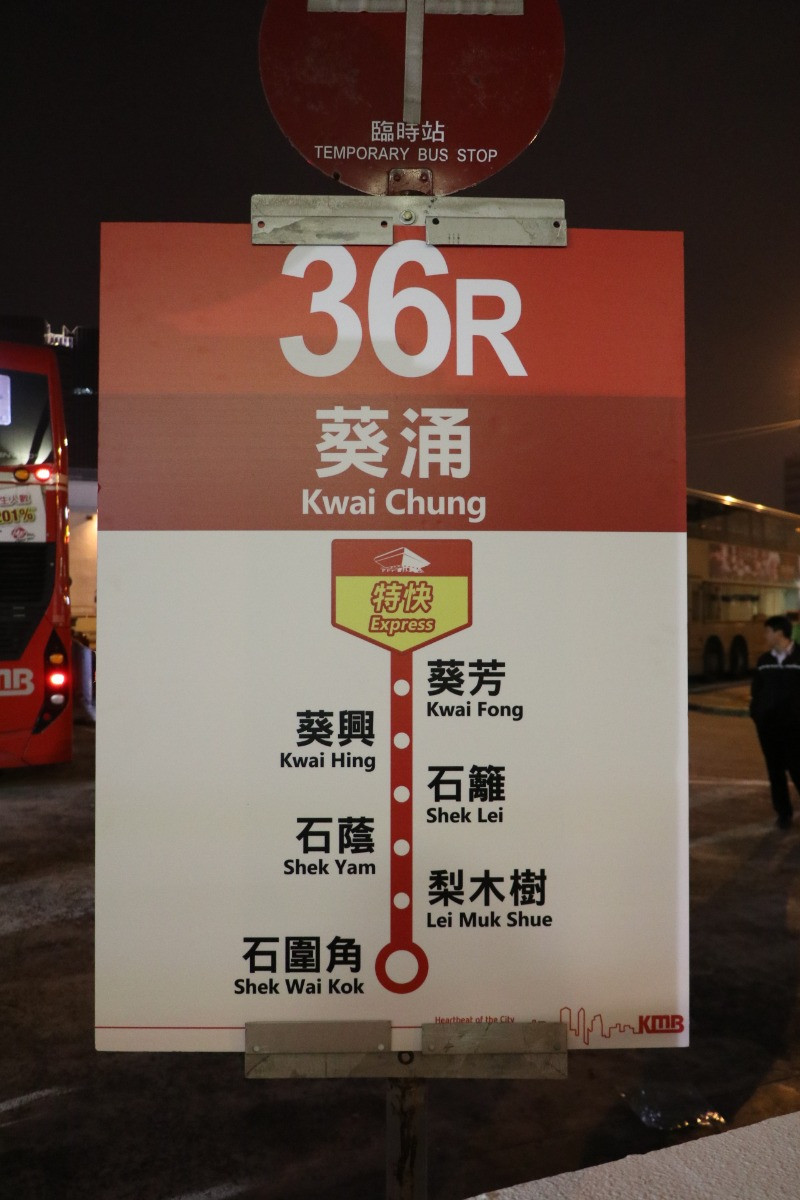 臨時站
TEMPORARY BUS STOP
36R
葵涌
Kwai Chung
特快
Express
葵芳
Kwai Fong
葵興
Kwai Hing
石籬
Shek Lei
石蔭
Shek Yam
梨木樹
Lei Muk Shue
石圍角
Shek Wai Kok
Heartbeat of the City
KMB
201%
MB